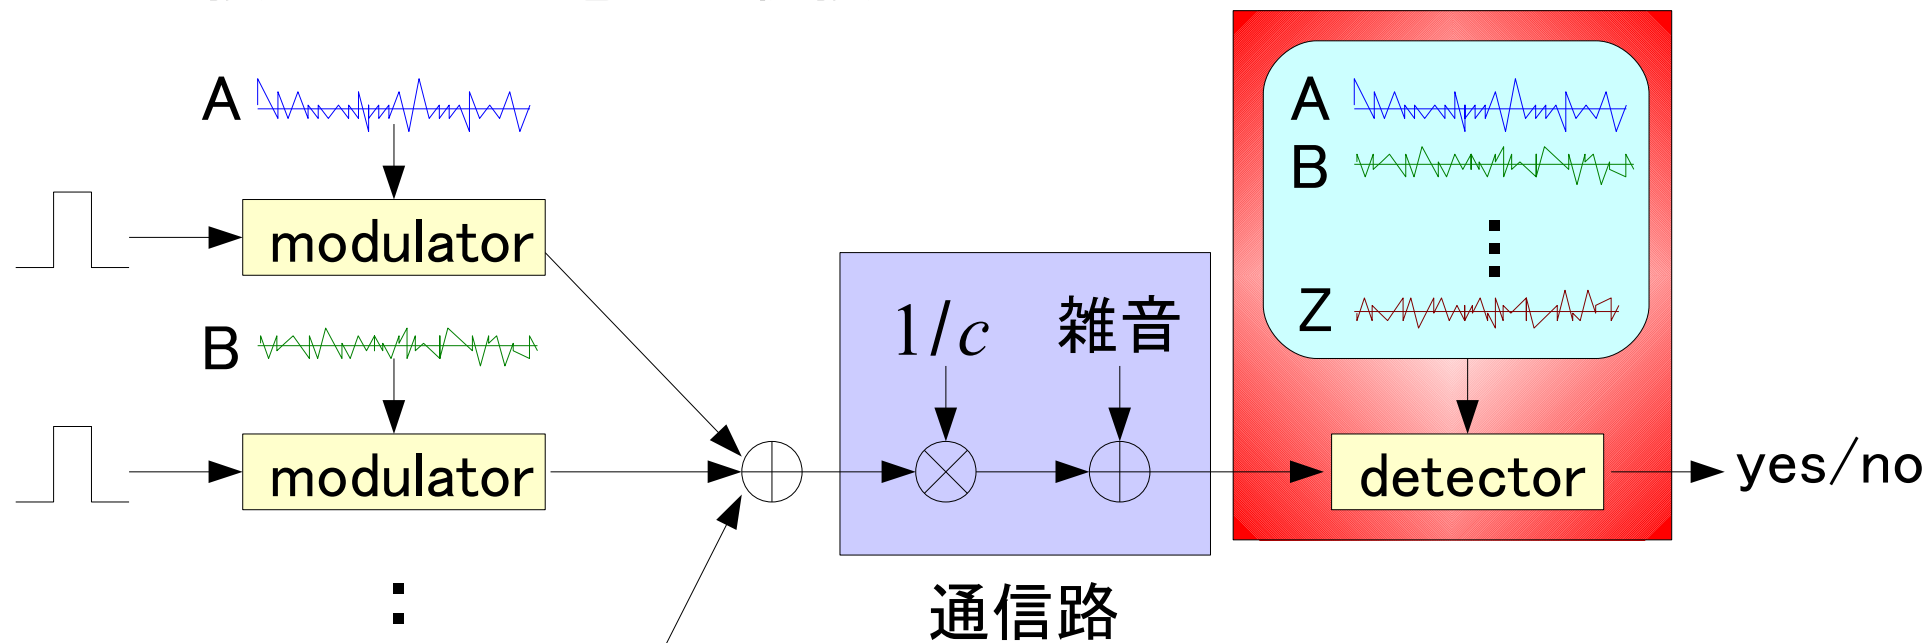 A
modulator
B
modulator
1/c
雑音
通信路
A
B
Z
detector
yes/no